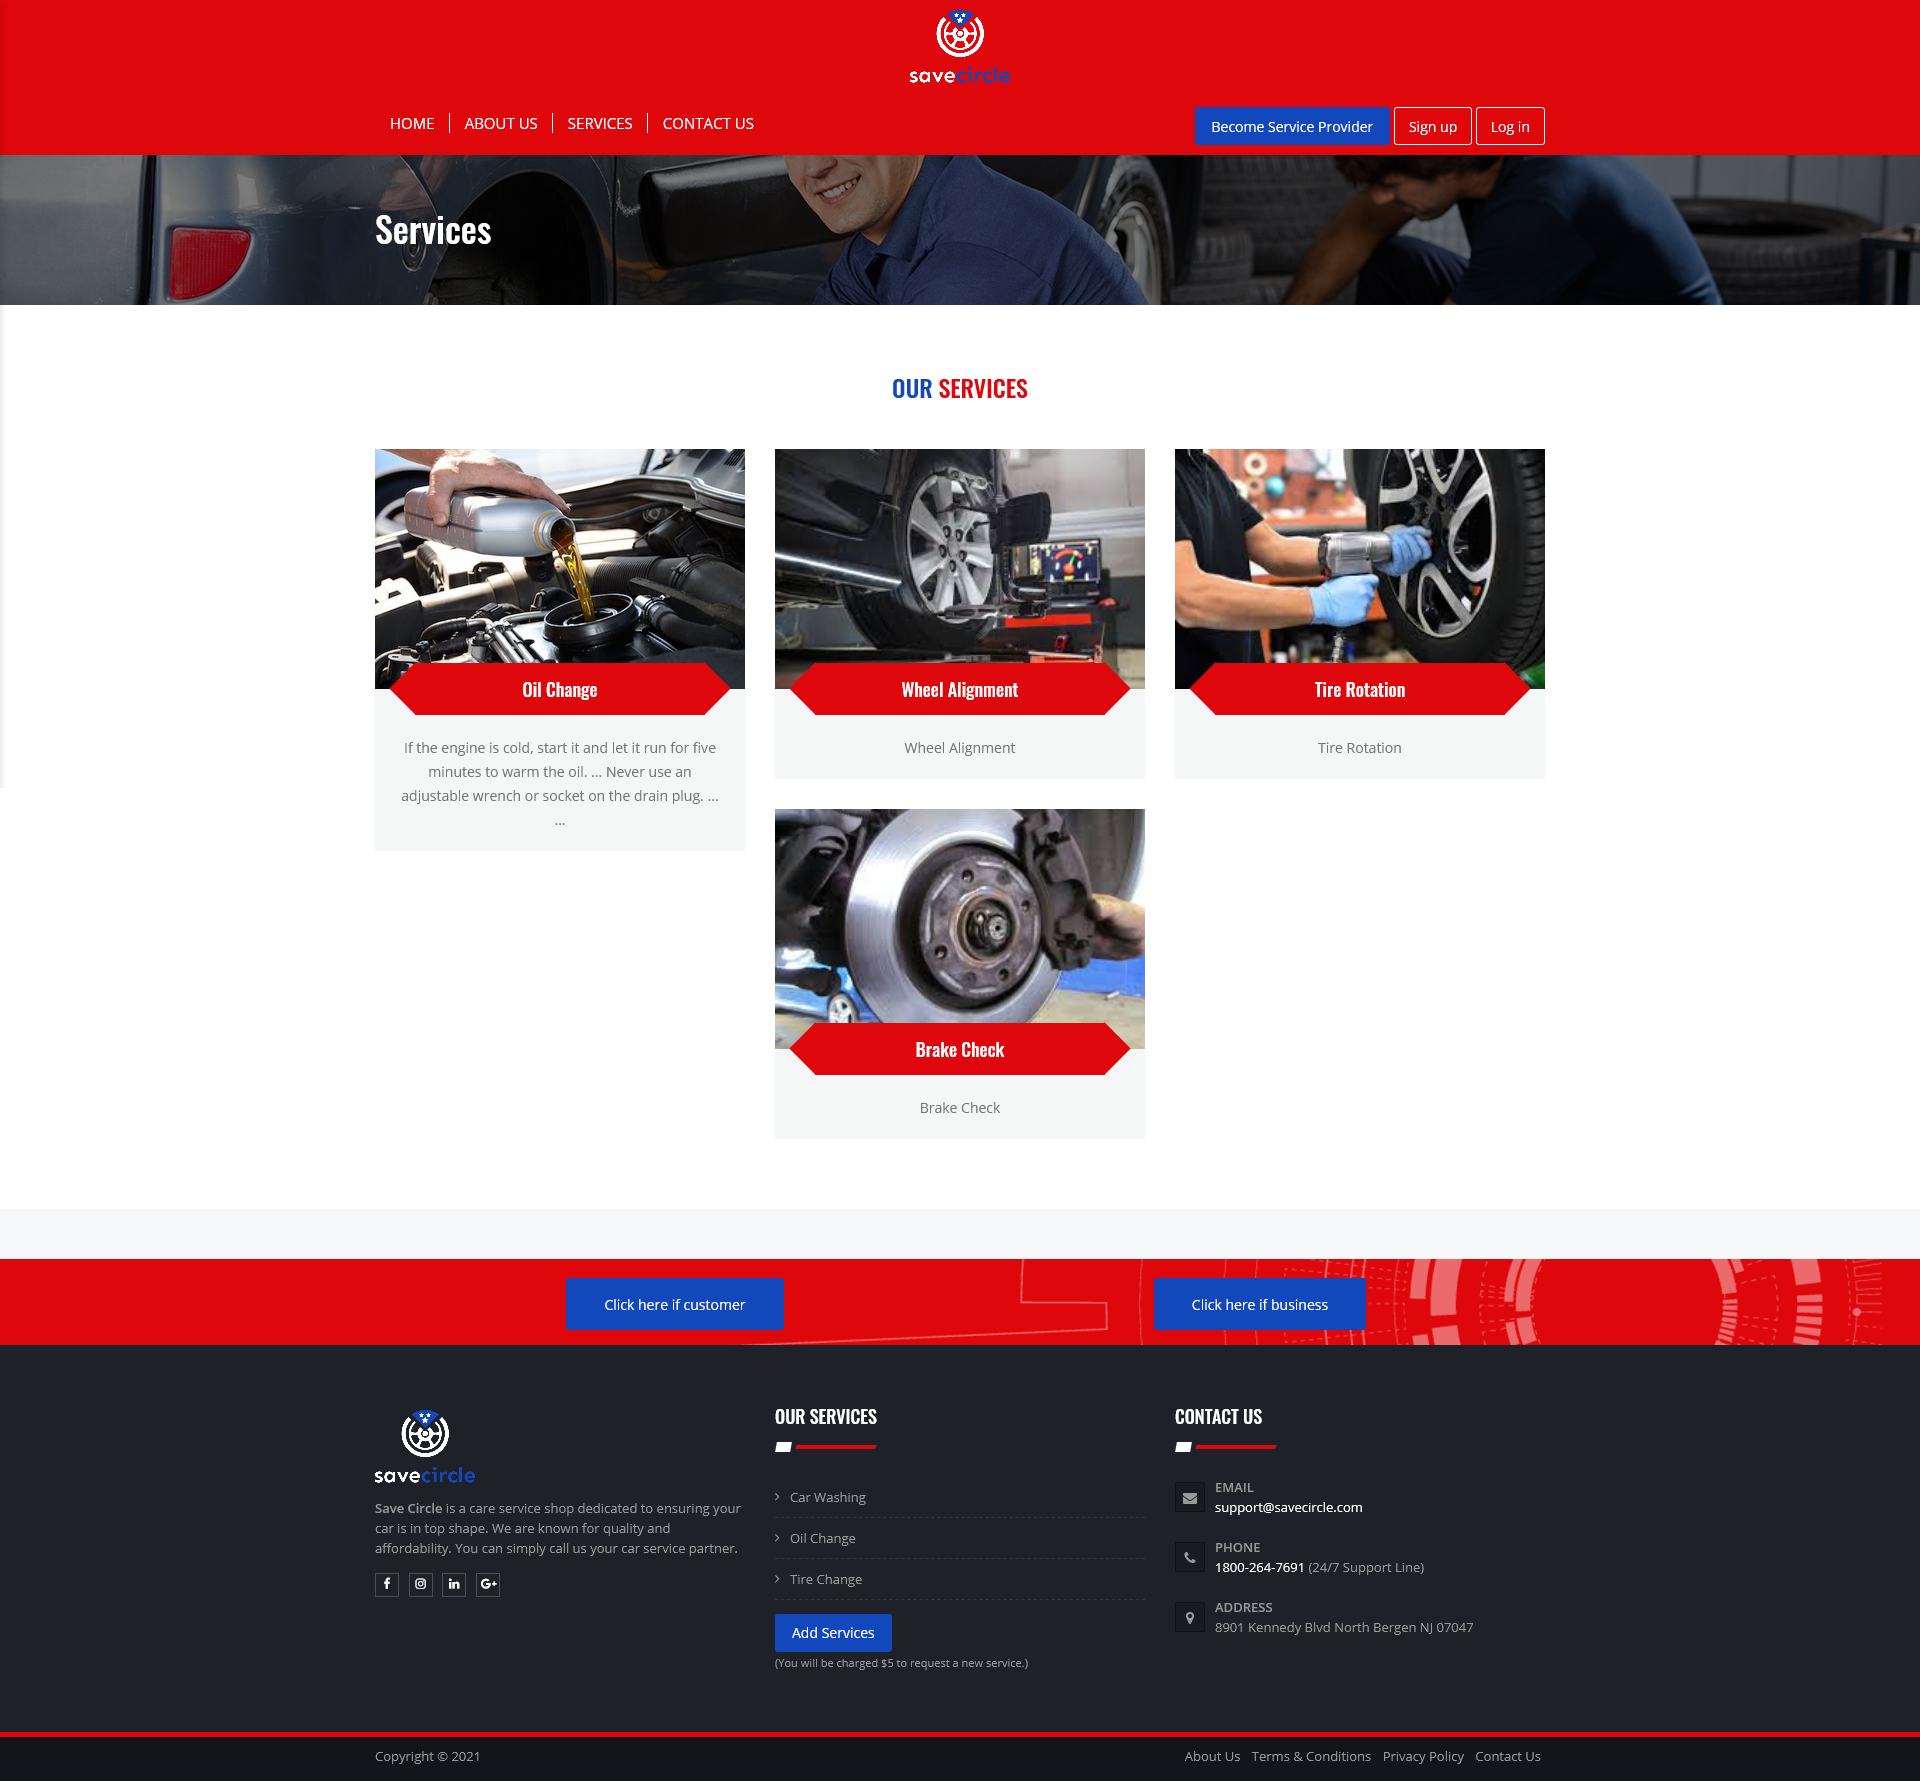 savecircle
HOME
ABOUT US
SERVICES
CONTACT US
Become Service Provider
Sign up
Log in
Services
OUR SERVICES
Oil Change
If the engine is cold, start it and let it run for five
minutes to warm the oil. ... Never use an
adjustable wrench or socket on the drain plug. ...
...
Wheel Alignment
Wheel Alignment
Tire Rotation
Tire Rotation
Brake Check
Brake Check
Click here if customer
Click here if business
savecircle
Save Circle is a care service shop dedicated to ensuring your
car is in top shape. We are known for quality and
affordability. You can simply call us your car service partner.
OUR SERVICES
Car Washing
Oil Change
Tire Change
Add Services
(You will be charged $5 to request a new service.)
CONTACT US
EMAIL
support@savecircle.com
PHONE
1800-264-7691 (24/7 Support Line)
ADDRESS
8901 Kennedy Blvd North Bergen NJ 07047
Copyright © 2021
About Us
Terms & Conditions
Privacy Policy
Contact Us